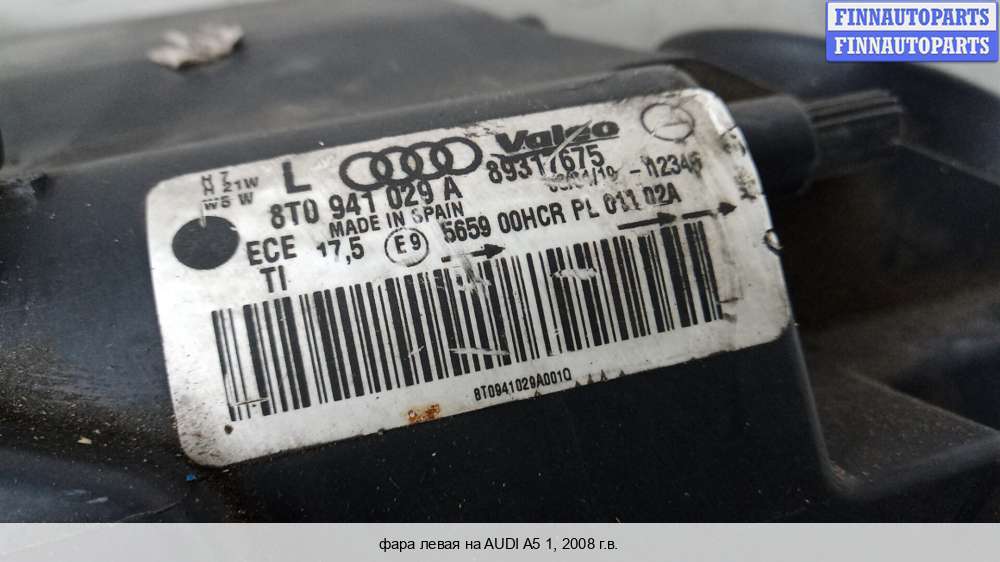 FINNAUTOPARTS
FINNAUTOPARTS
H 7
H 21W
W5 W
L
Valeo
89317675
8T0 941 029 A
MADE IN SPAIN
ECE 17,5 E9 5659 00HCR PL 011 02A
TI
8T0941029A001Q
фара левая на AUDI A5 1, 2008 г.в.